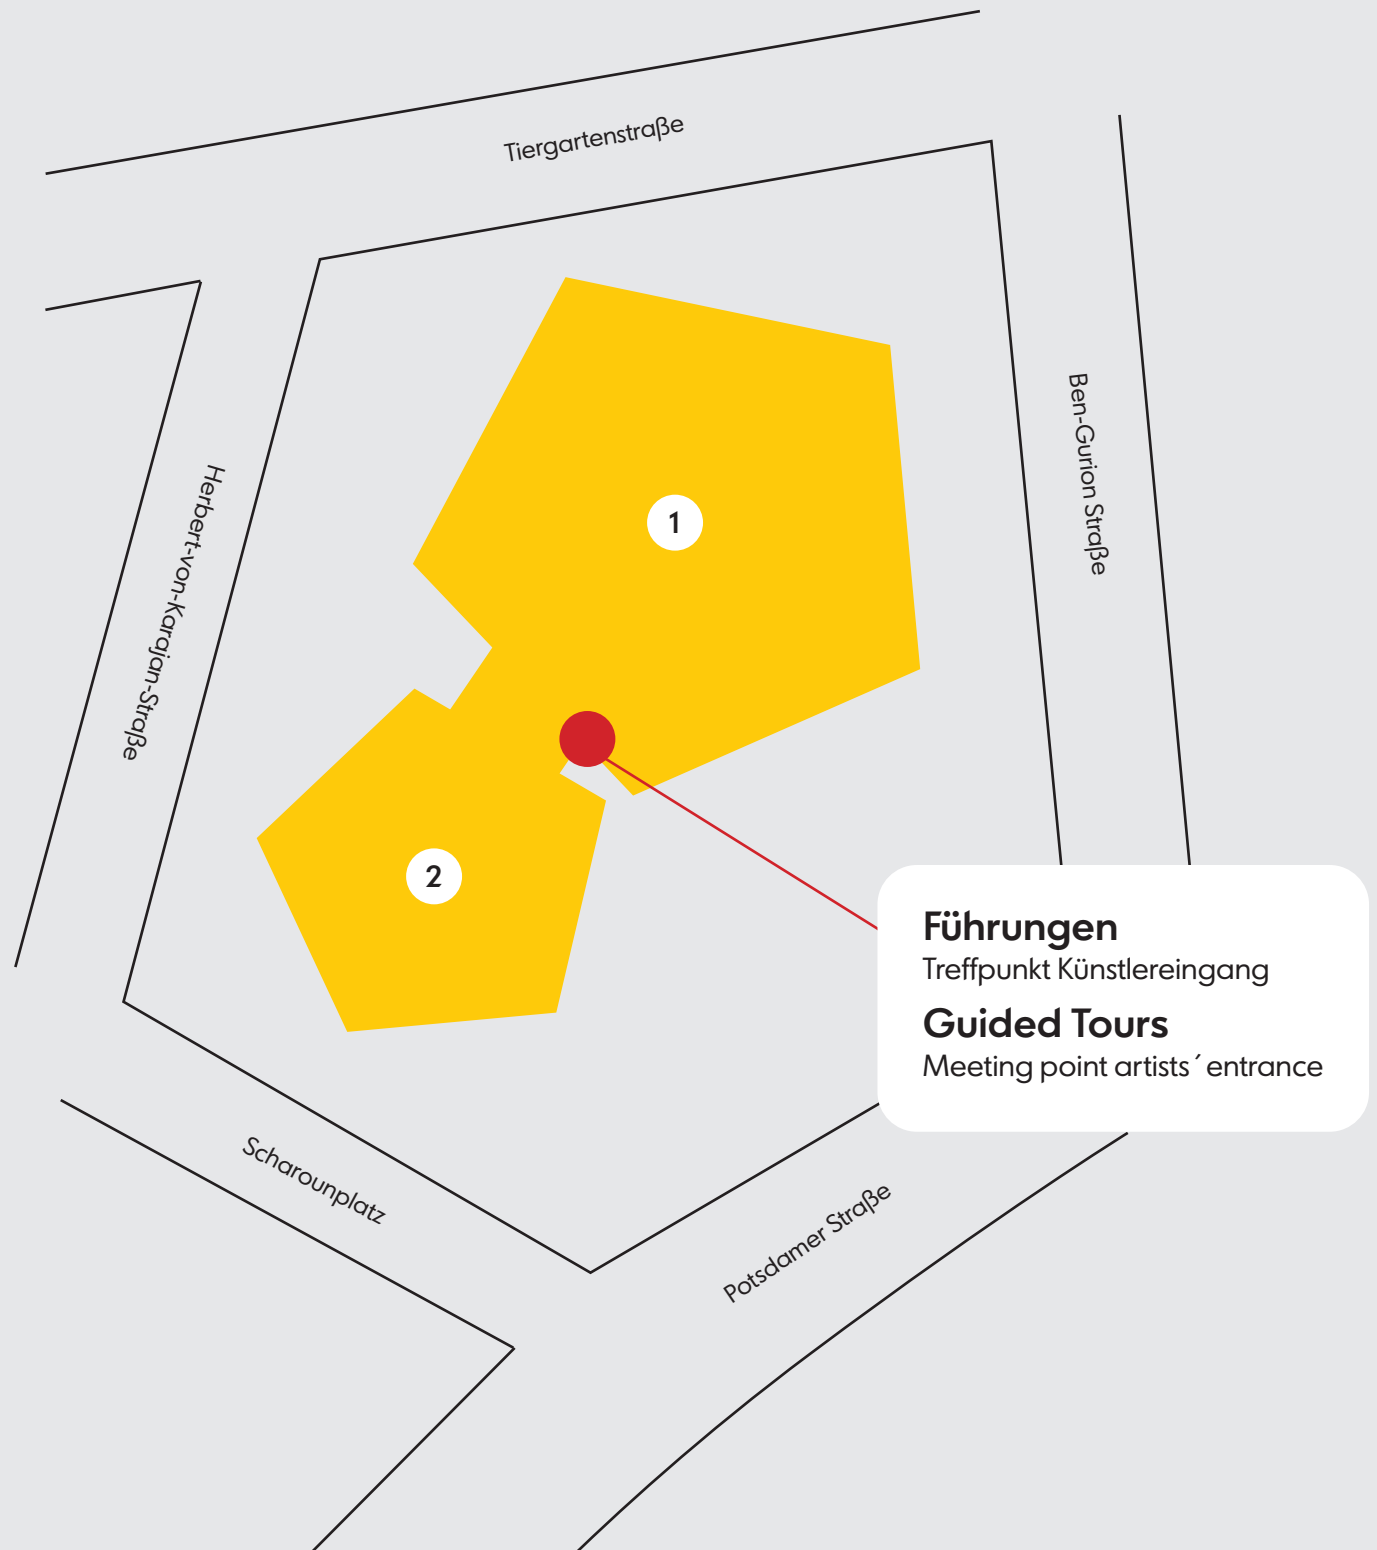 Tiergartenstraße
Ben-Gurion Straße
Herbert-von-Karajan-Straße
1
2
Führungen
Treffpunkt Künstlereingang
Guided Tours
Meeting point artists´ entrance
Scharounplatz
Potsdamer Straße